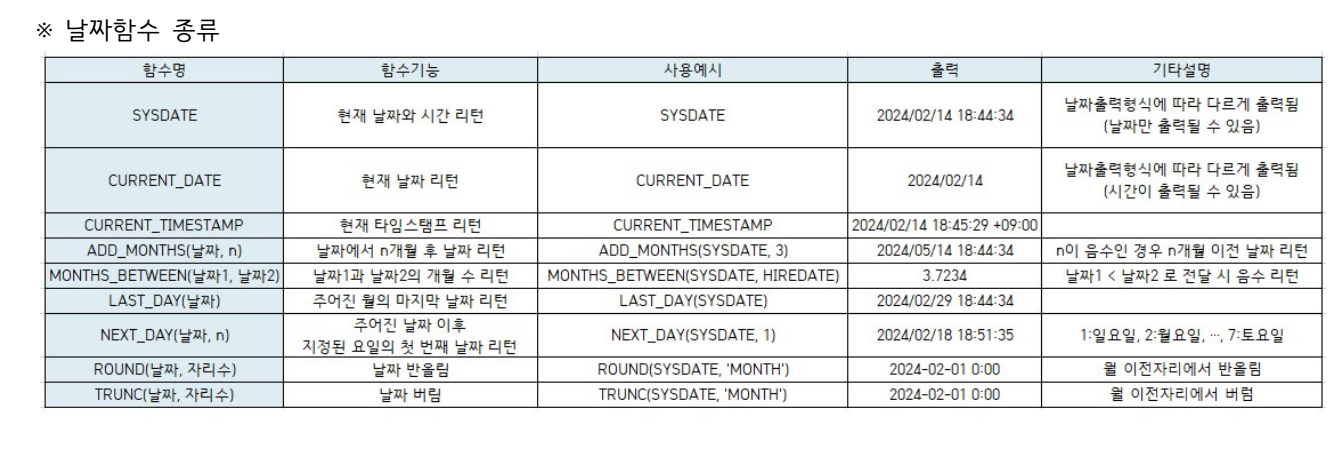 ※ 날짜함수 종류
함수명 함수기능 사용예시 출력 기타설명
SYSDATE 현재 날짜와 시간 리턴 SYSDATE 2024/02/14 18:44:34 날짜출력형식에 따라 다르게 출력됨
(날짜만 출력될 수 있음)
CURRENT_DATE 현재 날짜 리턴 CURRENT_DATE 2024/02/14 날짜출력형식에 따라 다르게 출력됨
(시간이 출력될 수 있음)
CURRENT_TIMESTAMP 현재 타임스탬프 리턴 CURRENT_TIMESTAMP 2024/02/14 18:45:29 +09:00
ADD_MONTHS(날짜, n) 날짜에서 n개월 후 날짜 리턴 ADD_MONTHS(SYSDATE, 3) 2024/05/14 18:44:34 n이 음수인 경우 n개월 이전 날짜 리턴
MONTHS_BETWEEN(날짜1, 날짜2) 날짜1과 날짜2의 개월 수 리턴 MONTHS_BETWEEN(SYSDATE, HIREDATE) 3.7234 날짜1 < 날짜2 로 전달 시 음수 리턴
LAST_DAY(날짜) 주어진 월의 마지막 날짜 리턴 LAST_DAY(SYSDATE) 2024/02/29 18:44:34
NEXT_DAY(날짜, n) 주어진 날짜 이후
지정된 요일의 첫 번째 날짜 리턴 NEXT_DAY(SYSDATE, 1) 2024/02/18 18:51:35 1:일요일, 2:월요일, …, 7:토요일
ROUND(날짜, 자리수) 날짜 반올림 ROUND(SYSDATE, 'MONTH') 2024-02-01 0:00 월 이전자리에서 반올림
TRUNC(날짜, 자리수) 날짜 버림 TRUNC(SYSDATE, 'MONTH') 2024-02-01 0:00 월 이전자리에서 버럼